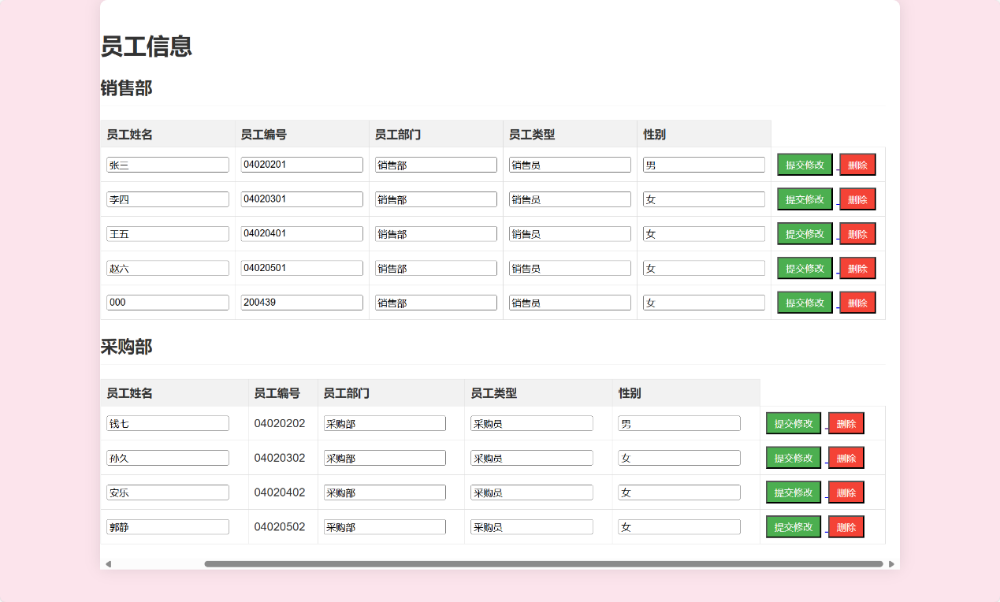 员工信息
销售部
员工姓名 员工编号 员工部门 员工类型 性别
张三 04020201 销售部 销售员 男 提交修改 删除
李四 04020301 销售部 销售员 女 提交修改 删除
王五 04020401 销售部 销售员 女 提交修改 删除
赵六 04020501 销售部 销售员 女 提交修改 删除
000 200439 销售部 销售员 女 提交修改 删除
采购部
员工姓名 员工编号 员工部门 员工类型 性别
钱七 04020202 采购部 采购员 男 提交修改 删除
孙久 04020302 采购部 采购员 女 提交修改 删除
安乐 04020402 采购部 采购员 女 提交修改 删除
郭静 04020502 采购部 采购员 女 提交修改 删除